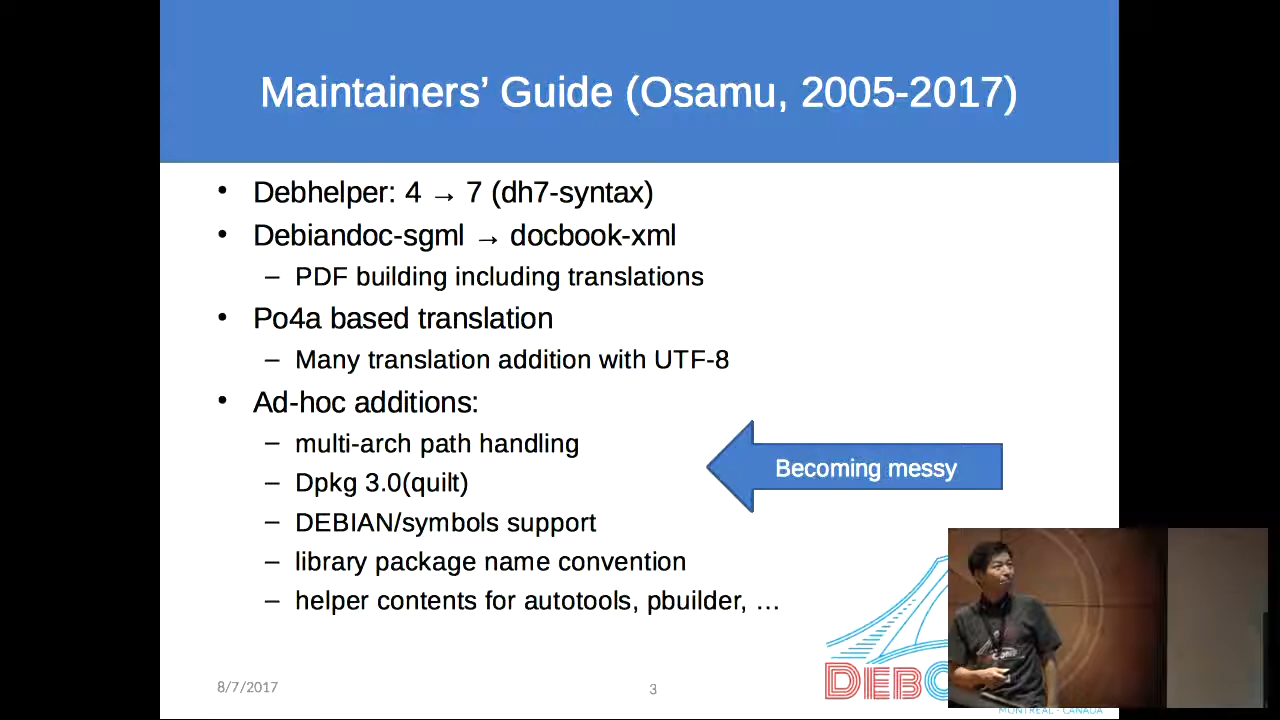 Maintainers’ Guide (Osamu, 2005-2017)
• Debhelper: 4 → 7 (dh7-syntax)
• Debiandoc-sgml → docbook-xml
– PDF building including translations
• Po4a based translation
– Many translation addition with UTF-8
• Ad-hoc additions:
– multi-arch path handling
Becoming messy
– Dpkg 3.0(quilt)
– DEBIAN/symbols support
– library package name convention
– helper contents for autotools, pbuilder, …
8/7/2017
3
DEBC
MONTREAL - CANADA